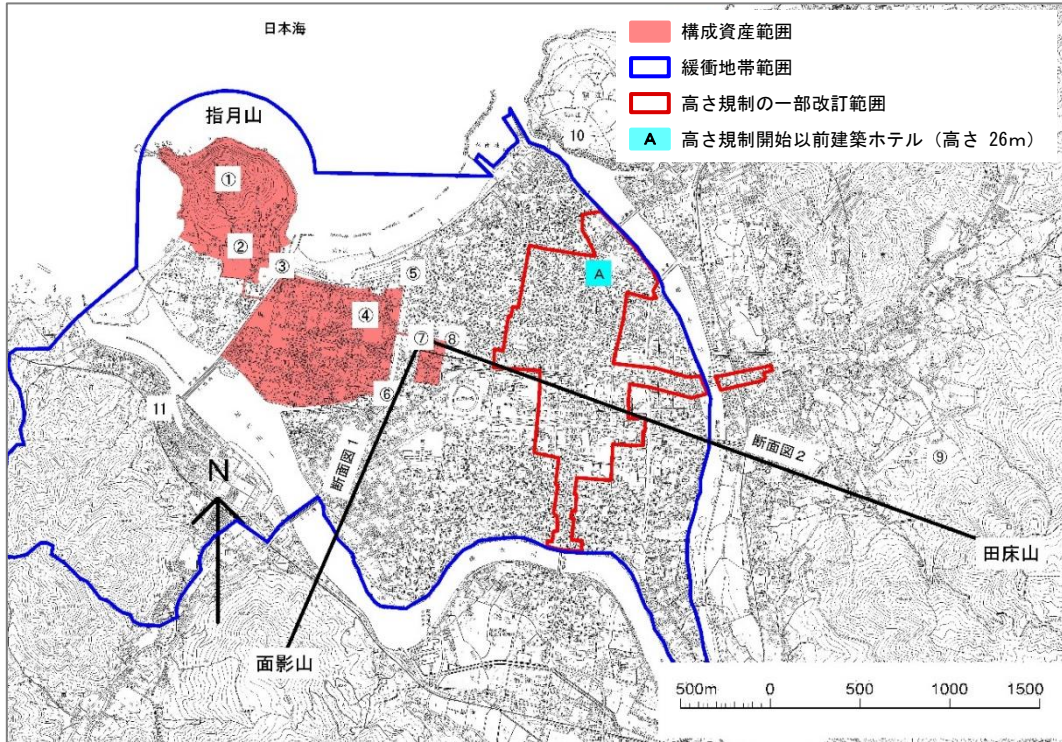 日本海
構成資産範囲
緩衝地帯範囲
高さ規制の一部改訂範囲
A 高さ規制開始以前建築ホテル（高さ 26m）
指月山
10
①
②
③
⑤
A
④
⑦
⑧
⑥
11
断面図1
断面図2
⑨
N
田床山
面影山
500m 0 500 1000 1500